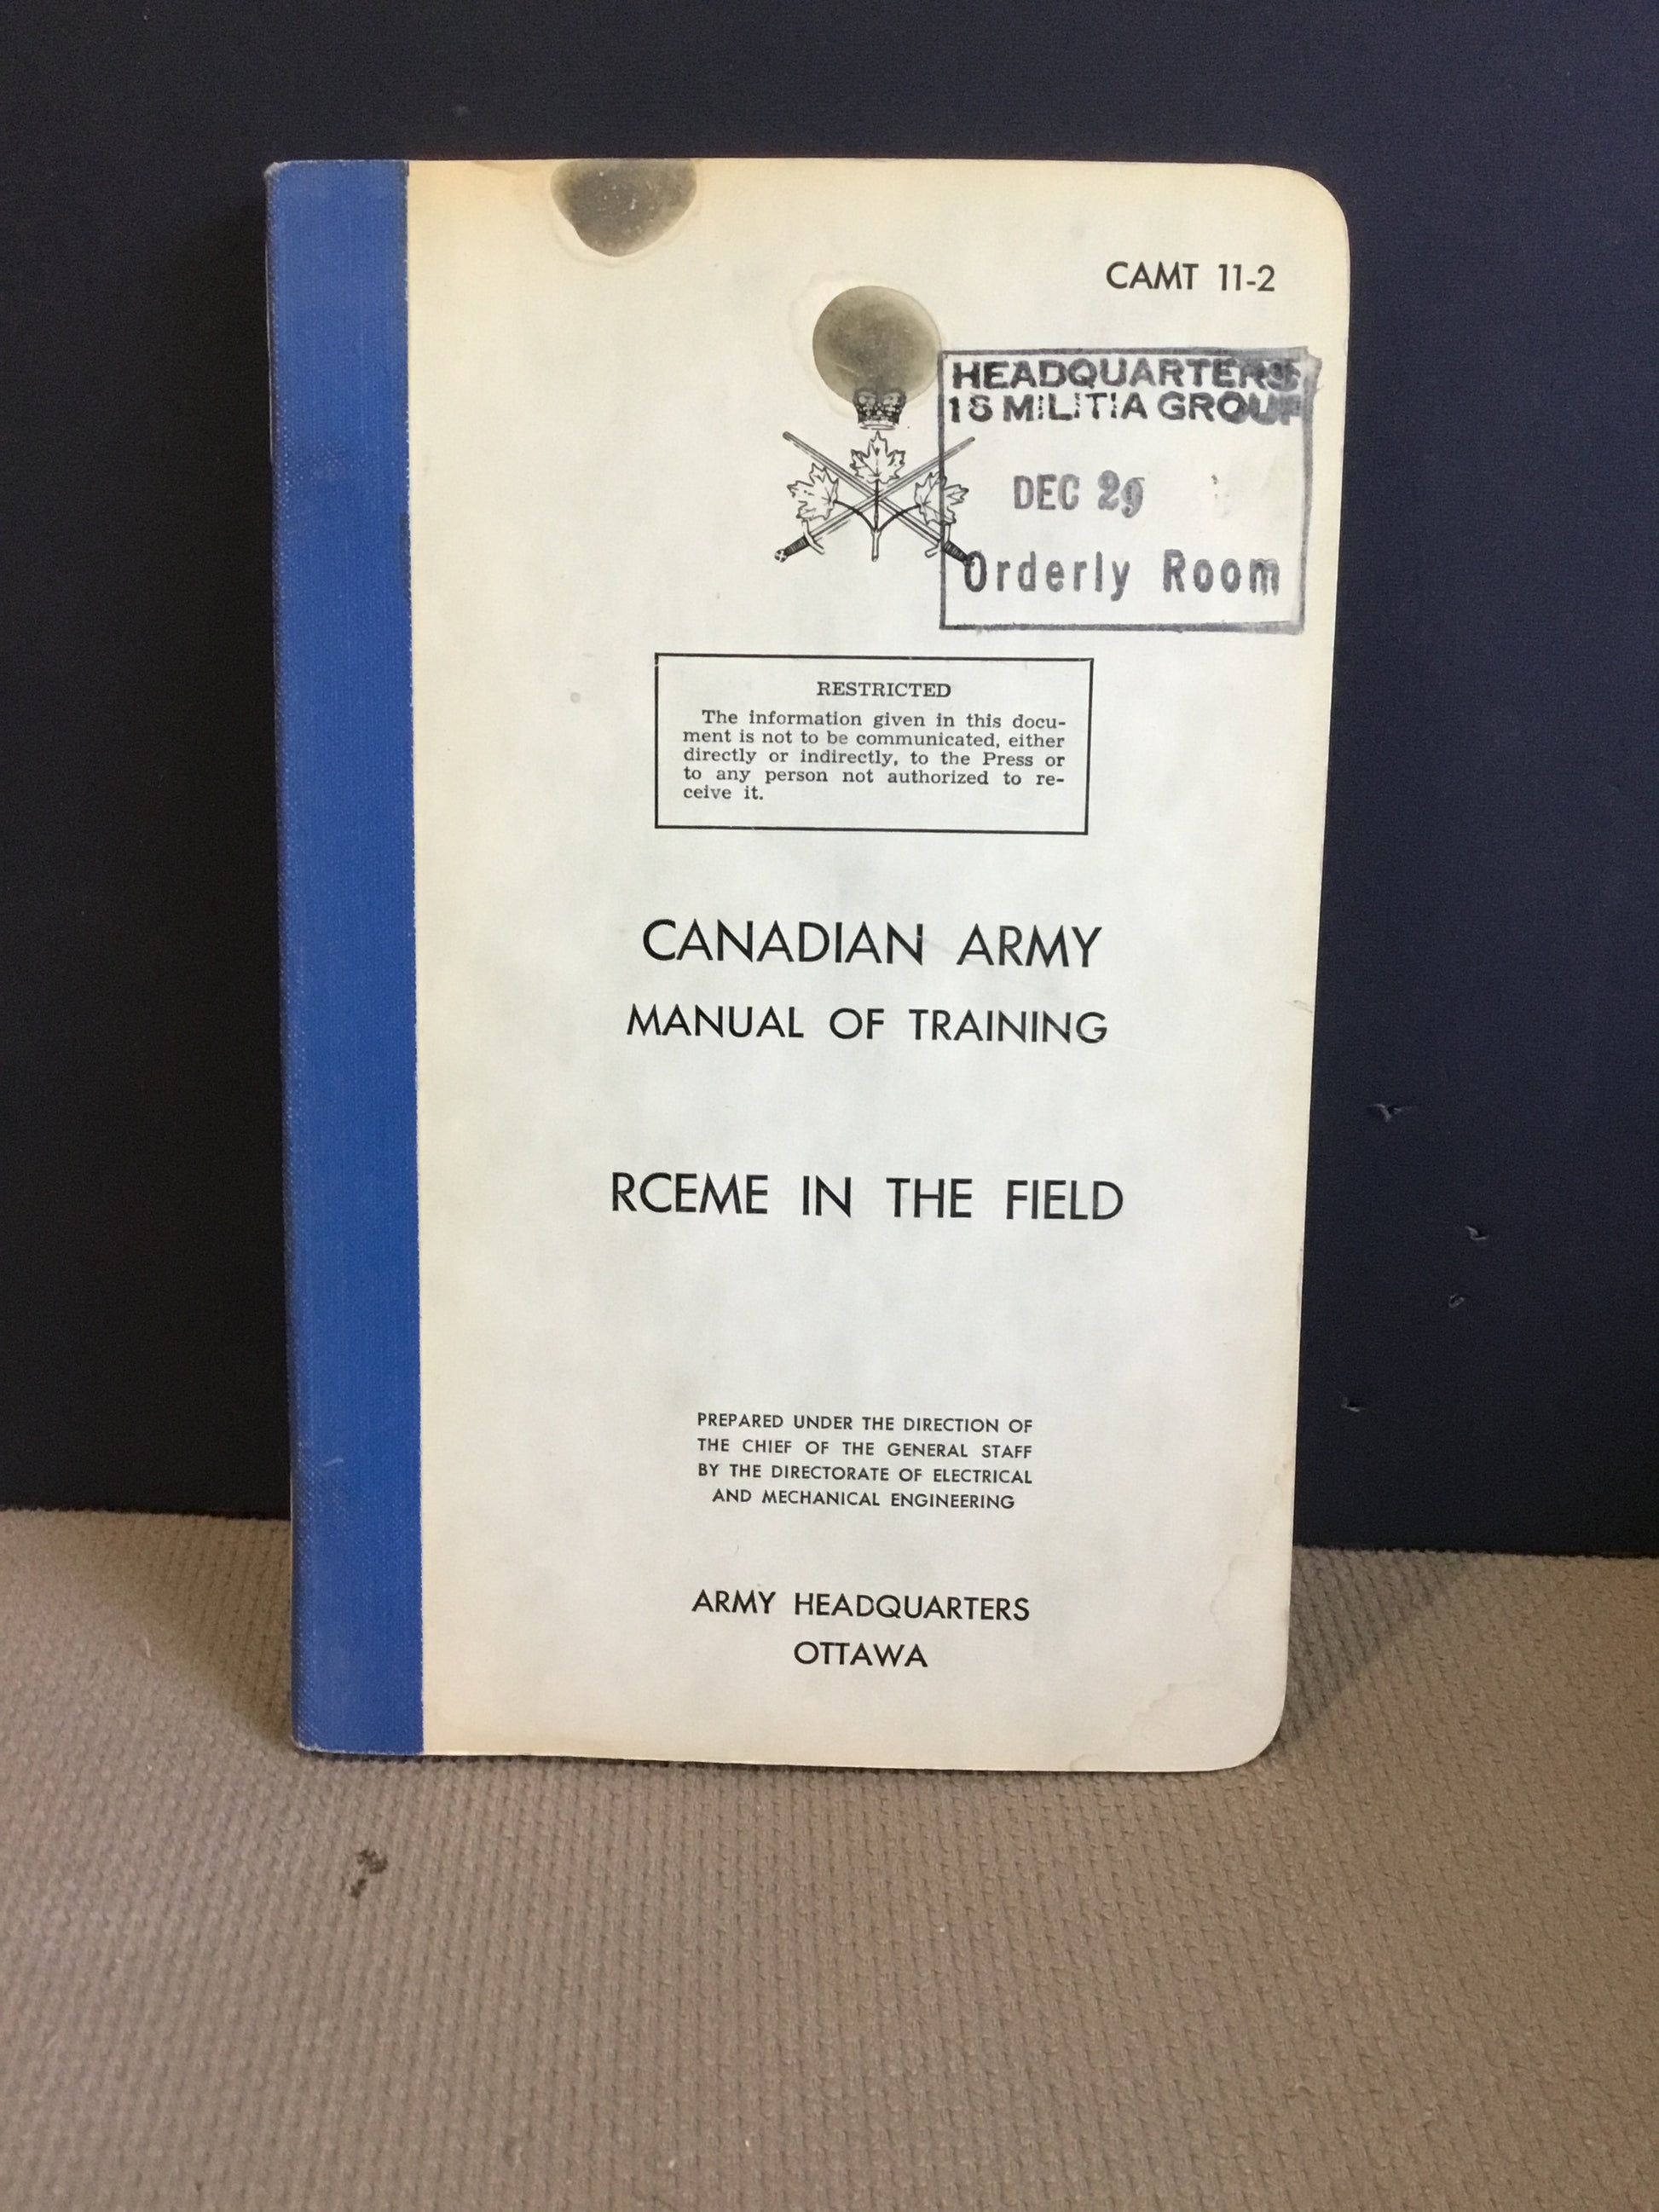 CAMT 11-2
HEADQUARTERS
MILITIA GROUP
DEC 29
Orderly Room
RESTRICTED
The information given in this docu-
ment is not to be communicated, either
directly or indirectly, to the Press or
to any person not authorized to re-
ceive it.
CANADIAN ARMY
MANUAL OF TRAINING
RCEME IN THE FIELD
PREPARED UNDER THE DIRECTION OF
THE CHIEF OF THE GENERAL STAFF
BY THE DIRECTORATE OF ELECTRICAL
AND MECHANICAL ENGINEERING
ARMY HEADQUARTERS
OTTAWA